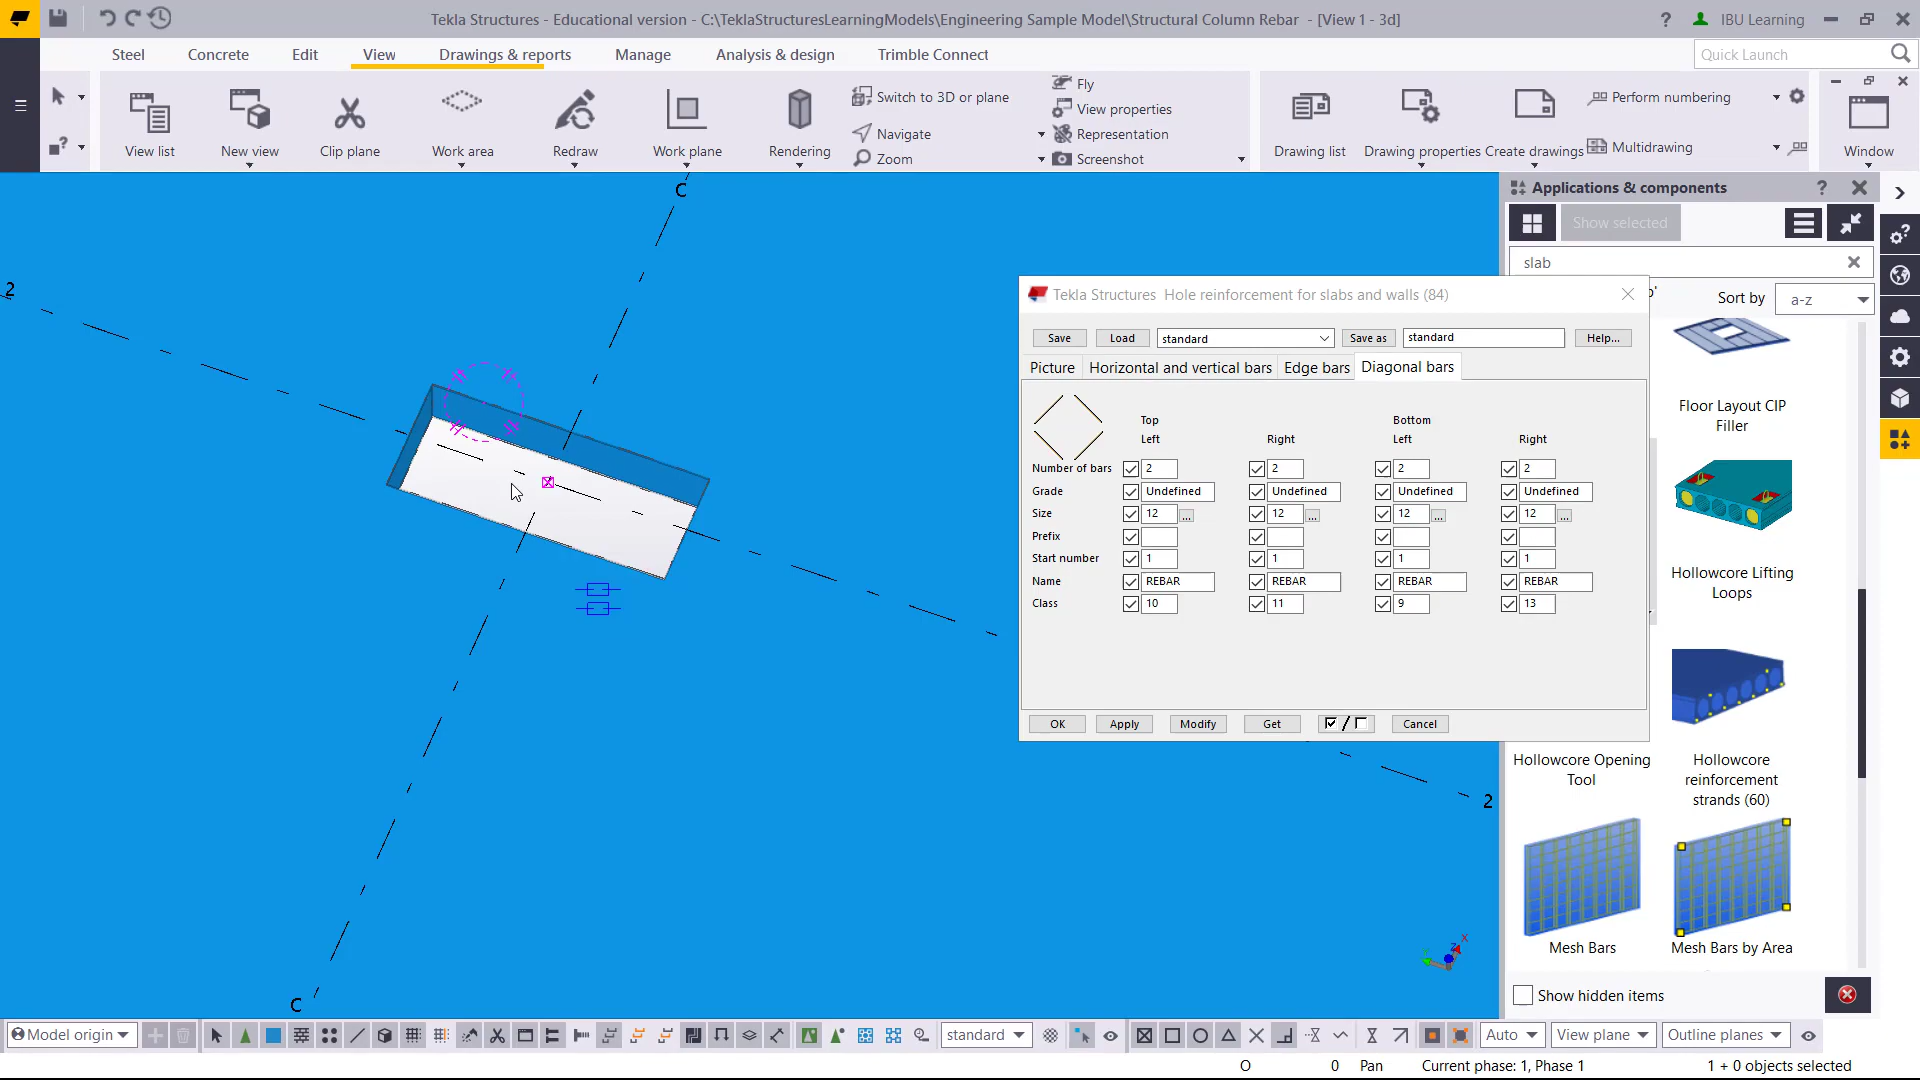 Tekla Structures - Educational version - C:\TeklaStructuresLearningModels\Engineering Sample Model\Structural Column Rebar - [View 1 - 3d]
? IBU Learning
Steel Concrete Edit View Drawings & reports Manage Analysis & design Trimble Connect
Quick Launch
View list
New view
Clip plane
Work area
Redraw
Work plane
Rendering
Switch to 3D or plane
Navigate
Zoom
Fly
View properties
Representation
Screenshot
Drawing list
Drawing properties
Create drawings
Perform numbering
Multidrawing
Window
C
2
2
C
Applications & components ?
Show selected
slab
Sort by a-z
Floor Layout CIP
Filler
Hollowcore Lifting
Loops
Hollowcore Opening
Tool
Hollowcore
reinforcement
strands (60)
Mesh Bars
Mesh Bars by Area
Show hidden items
Tekla Structures Hole reinforcement for slabs and walls (84)
Save Load standard Save as standard Help...
Picture Horizontal and vertical bars Edge bars Diagonal bars
Top Bottom
Left Right Left Right
Number of bars 2 2 2 2
Grade Undefined Undefined Undefined Undefined
Size 12 ... 12 ... 12 ... 12 ...
Prefix
Start number 1 1 1 1
Name REBAR REBAR REBAR REBAR
Class 10 11 9 13
OK Apply Modify Get / Cancel
Model origin standard Auto View plane Outline planes
O 0 Pan Current phase: 1, Phase 1 1 + 0 objects selected